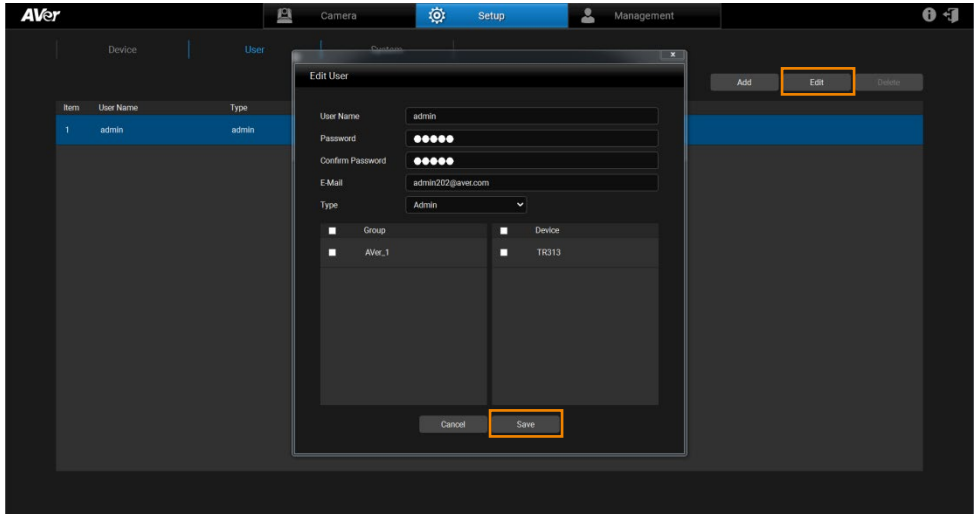 AVer Camera Setup Management
Device User System
x
Edit User
Add Edit Delete
Item User Name Type
1 admin admin
User Name admin
Password ●●●●●
Confirm Password ●●●●●
E-Mail admin202@aver.com
Type Admin
Group Device
AVer_1 TR313
Cancel Save